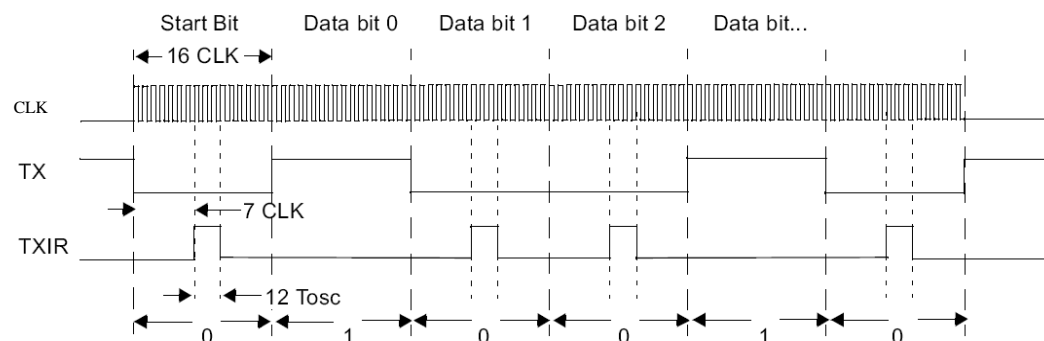 Start Bit Data bit 0 Data bit 1 Data bit 2 Data bit...
16 CLK
CLK
TX
7 CLK
TXIR
12 Tosc
0 1 0 0 1 0